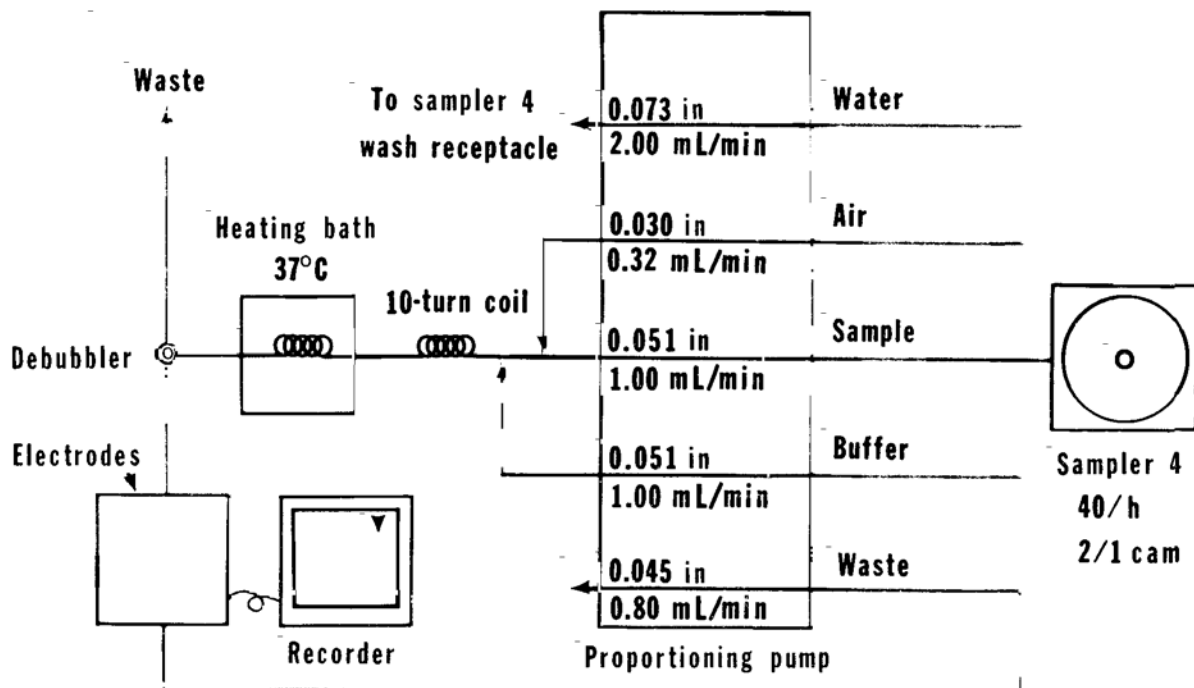 Waste
To sampler 4
wash receptacle
0.073 in
Water
2.00 mL/min
0.030 in
Air
0.32 mL/min
Heating bath
37°C
10-turn coil
Debubbler
0.051 in
Sample
1.00 mL/min
Electrodes
0.051 in
Buffer
1.00 mL/min
Sampler 4
40/h
2/1 cam
0.045 in
Waste
0.80 mL/min
Recorder
Proportioning pump